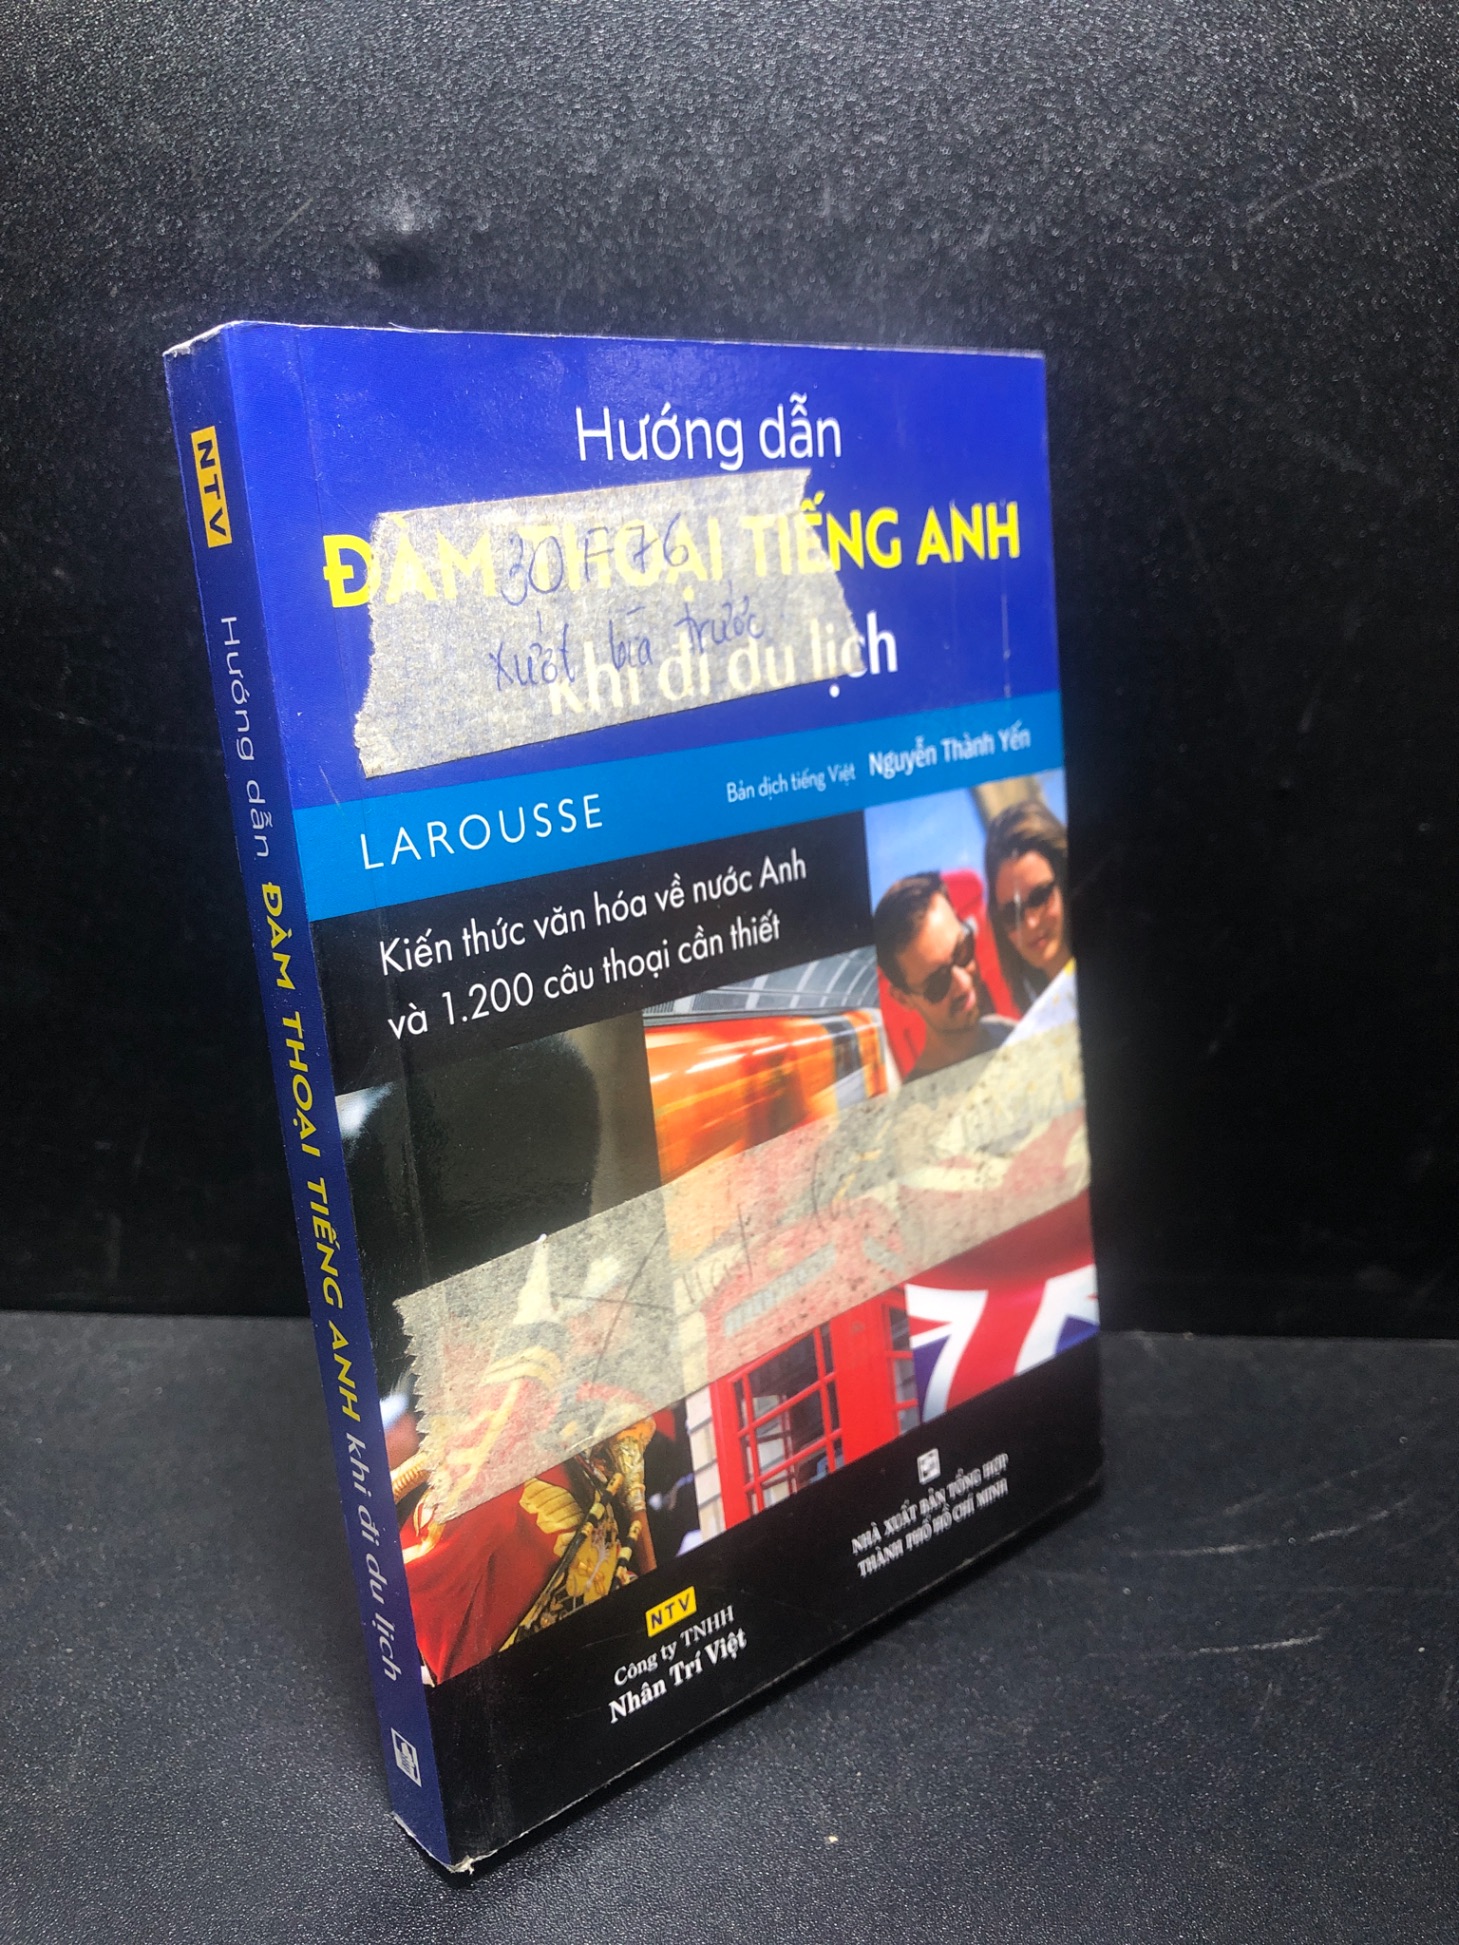 Hướng dẫn
ĐÀM THOẠI TIẾNG ANH
30F76
xướt bìa trước
khi đi du lịch
LAROUSSE
Bản dịch tiếng Việt Nguyễn Thành Yến
Kiến thức văn hóa về nước Anh
và 1.200 câu thoại cần thiết
NTV
Công ty TNHH
Nhân Trí Việt
NHÀ XUẤT BẢN TỔNG HỢP
THÀNH PHỐ HỒ CHÍ MINH
NTV
Hướng dẫn ĐÀM THOẠI TIẾNG ANH khi đi du lịch